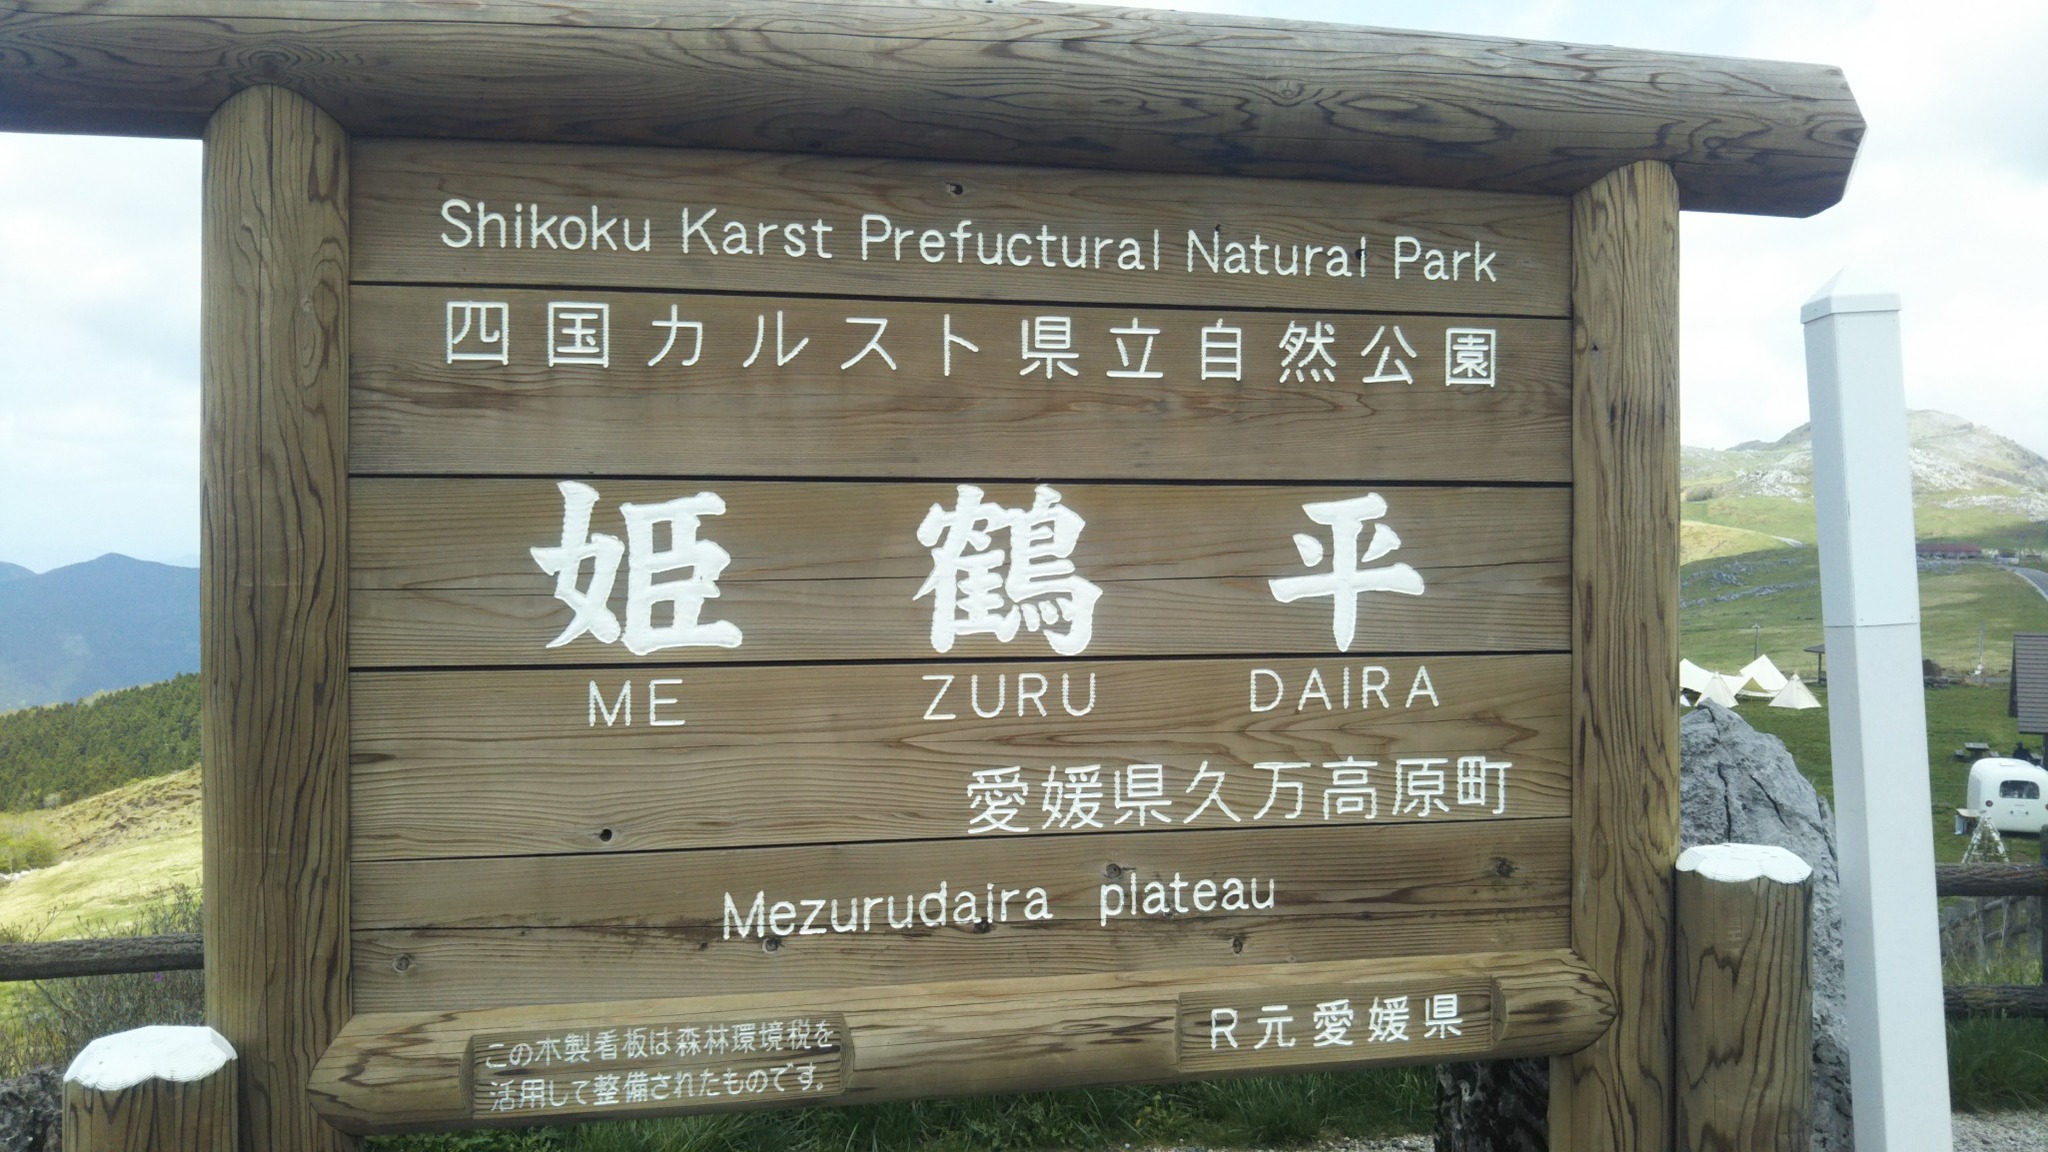 Shikoku Karst Prefuctural Natural Park
四国カルスト県立自然公園
姫鶴平
ME ZURU DAIRA
愛媛県久万高原町
Mezurudaira plateau
この木製看板は森林環境税を
活用して整備されたものです。
R元愛媛県